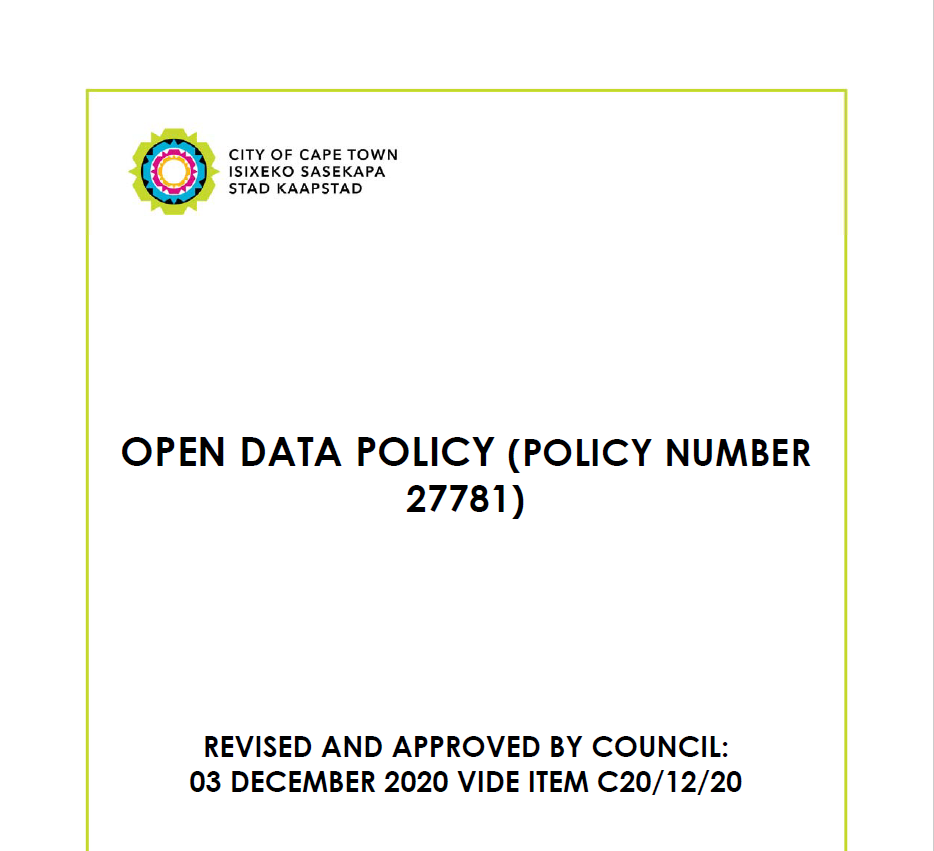 CITY OF CAPE TOWN
ISIXEKO SASEKAPA
STAD KAAPSTAD
OPEN DATA POLICY (POLICY NUMBER
27781)
REVISED AND APPROVED BY COUNCIL:
03 DECEMBER 2020 VIDE ITEM C20/12/20